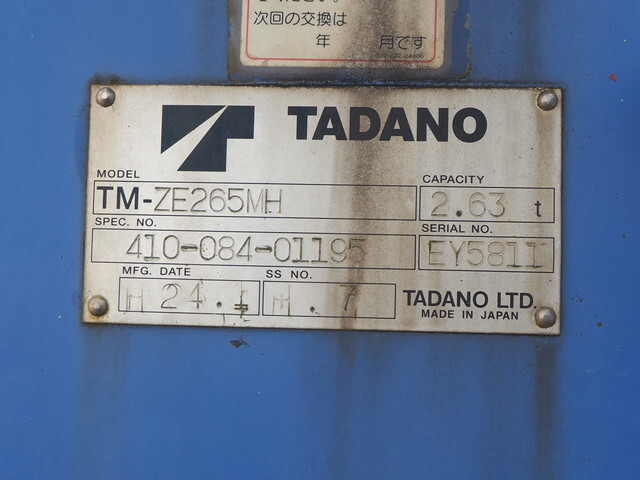 次回の交換は
年 月です
TADANO
MODEL
CAPACITY
TM-ZE265MH
2.63 t
SPEC. NO.
SERIAL NO.
410-084-01195
EY5811
MFG. DATE
SS NO.
H 24.
H .7
TADANO LTD.
MADE IN JAPAN